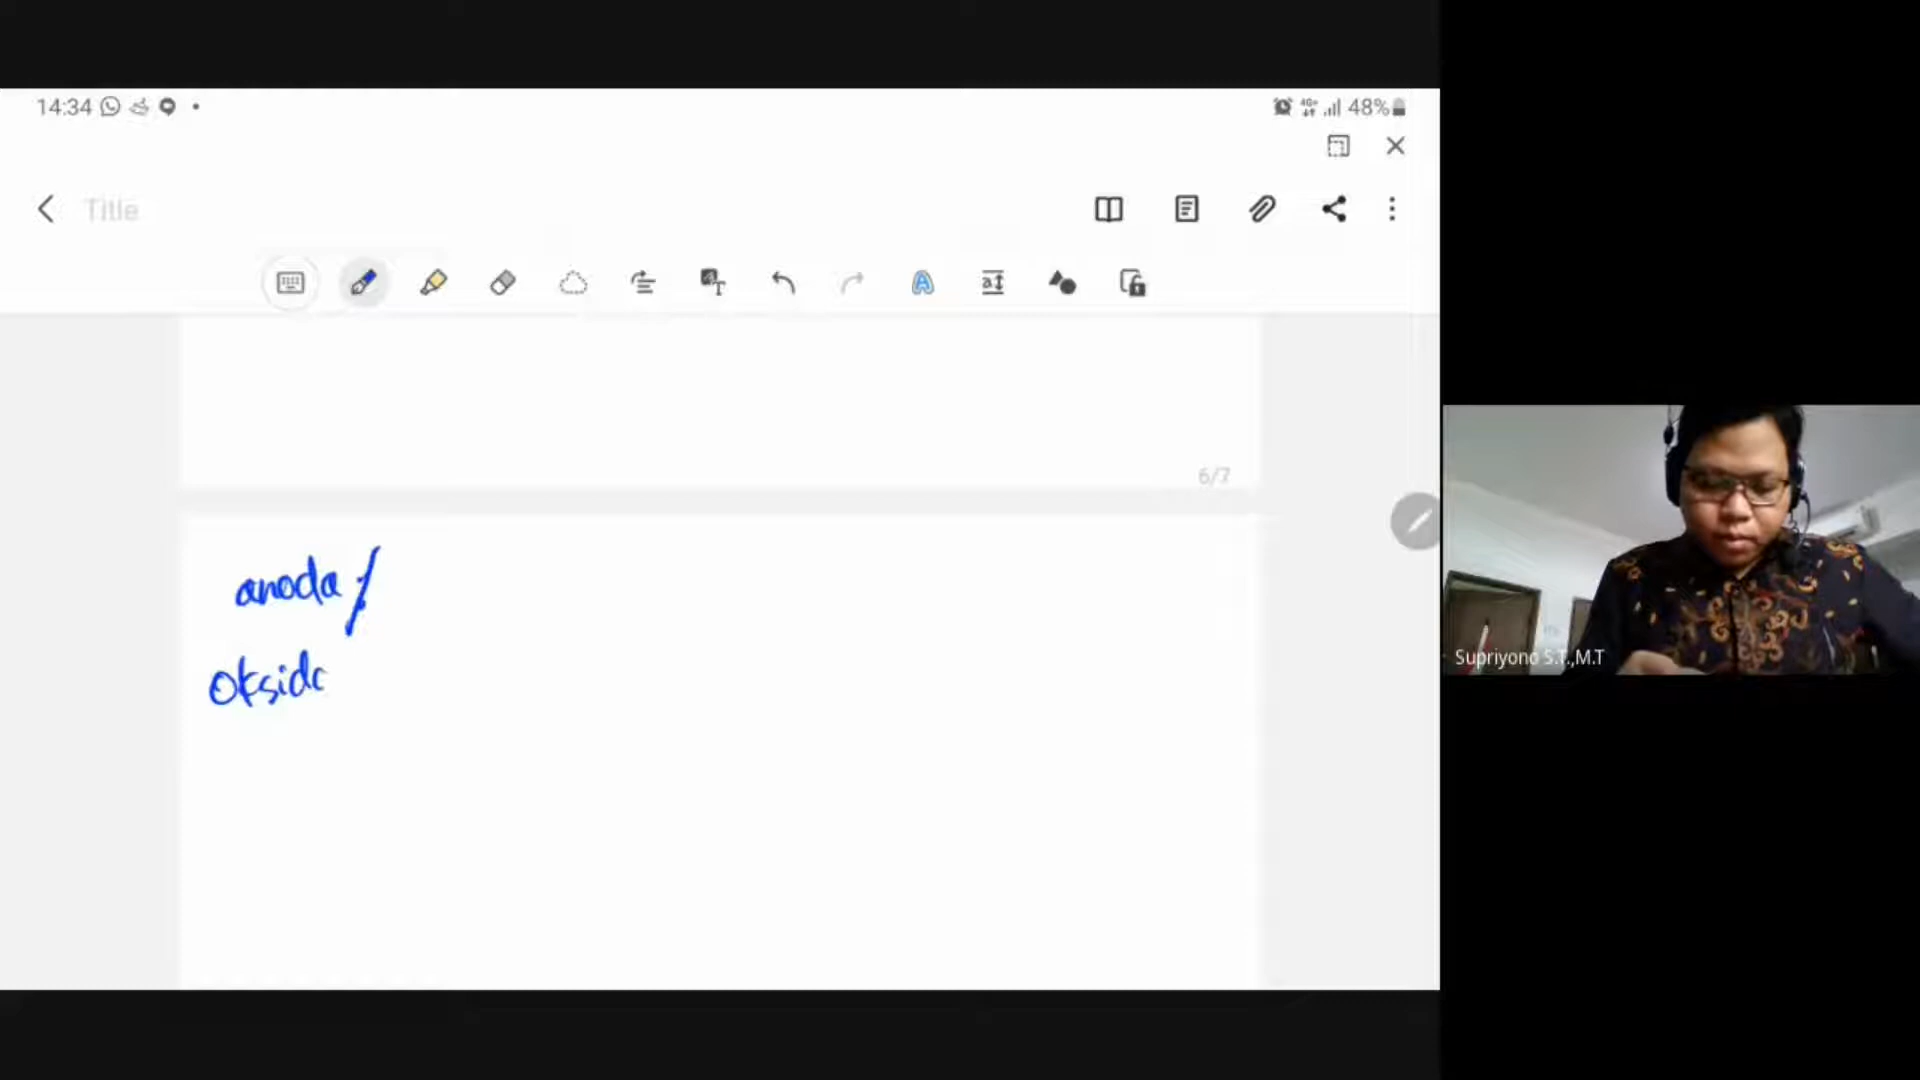 14:34
48%
Title
6/7
anoda /
oksida
Supriyono S.T.,M.T